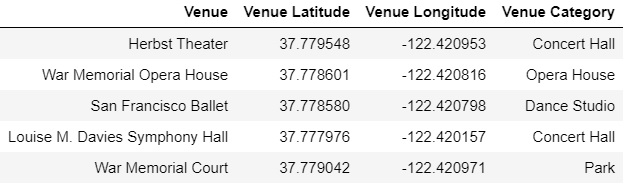 Venue Venue Latitude Venue Longitude Venue Category
Herbst Theater 37.779548 -122.420953 Concert Hall
War Memorial Opera House 37.778601 -122.420816 Opera House
San Francisco Ballet 37.778580 -122.420798 Dance Studio
Louise M. Davies Symphony Hall 37.777976 -122.420157 Concert Hall
War Memorial Court 37.779042 -122.420971 Park